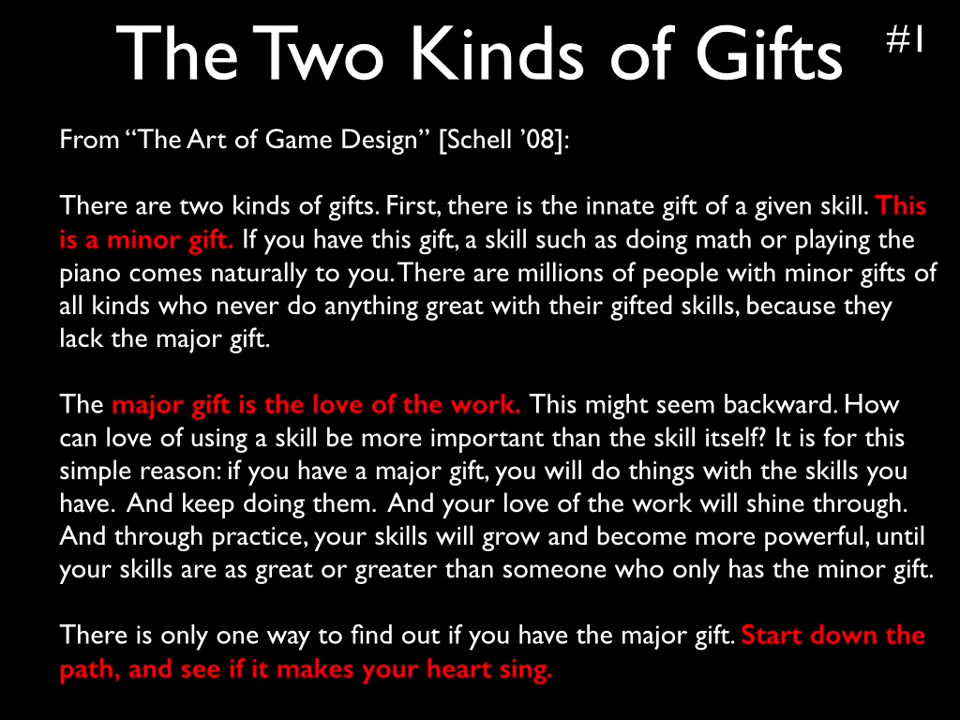 The Two Kinds of Gifts
#1
From “The Art of Game Design” [Schell ’08]:
There are two kinds of gifts. First, there is the innate gift of a given skill. This
is a minor gift. If you have this gift, a skill such as doing math or playing the
piano comes naturally to you. There are millions of people with minor gifts of
all kinds who never do anything great with their gifted skills, because they
lack the major gift.
The major gift is the love of the work. This might seem backward. How
can love of using a skill be more important than the skill itself? It is for this
simple reason: if you have a major gift, you will do things with the skills you
have. And keep doing them. And your love of the work will shine through.
And through practice, your skills will grow and become more powerful, until
your skills are as great or greater than someone who only has the minor gift.
There is only one way to find out if you have the major gift. Start down the
path, and see if it makes your heart sing.